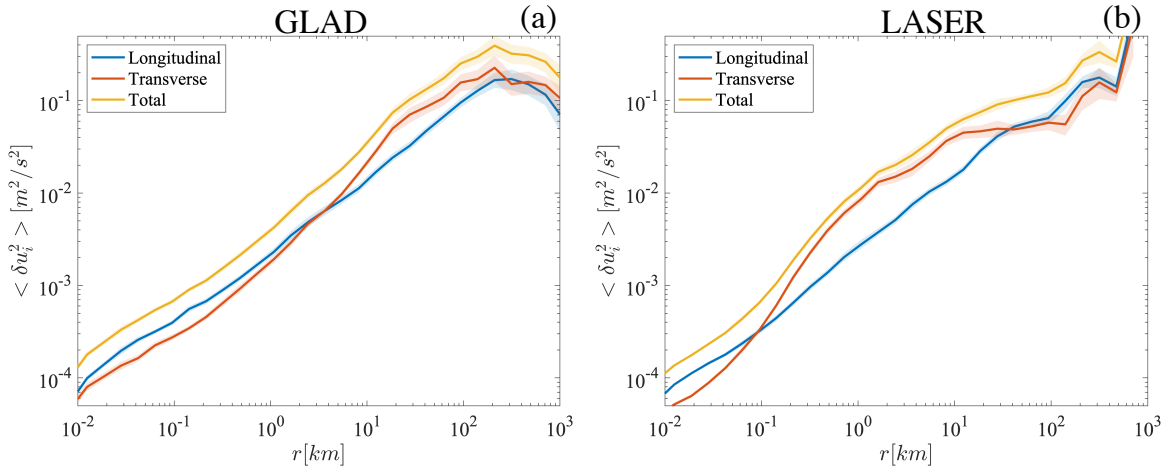 GLAD
(a)
Longitudinal
Transverse
Total
< δu_i^2 > [m^2/s^2]
10^-1
10^-2
10^-3
10^-4
10^-2
10^-1
10^0
10^1
10^2
10^3
r[km]
LASER
(b)
Longitudinal
Transverse
Total
< δu_i^2 > [m^2/s^2]
10^-1
10^-2
10^-3
10^-4
10^-2
10^-1
10^0
10^1
10^2
10^3
r[km]